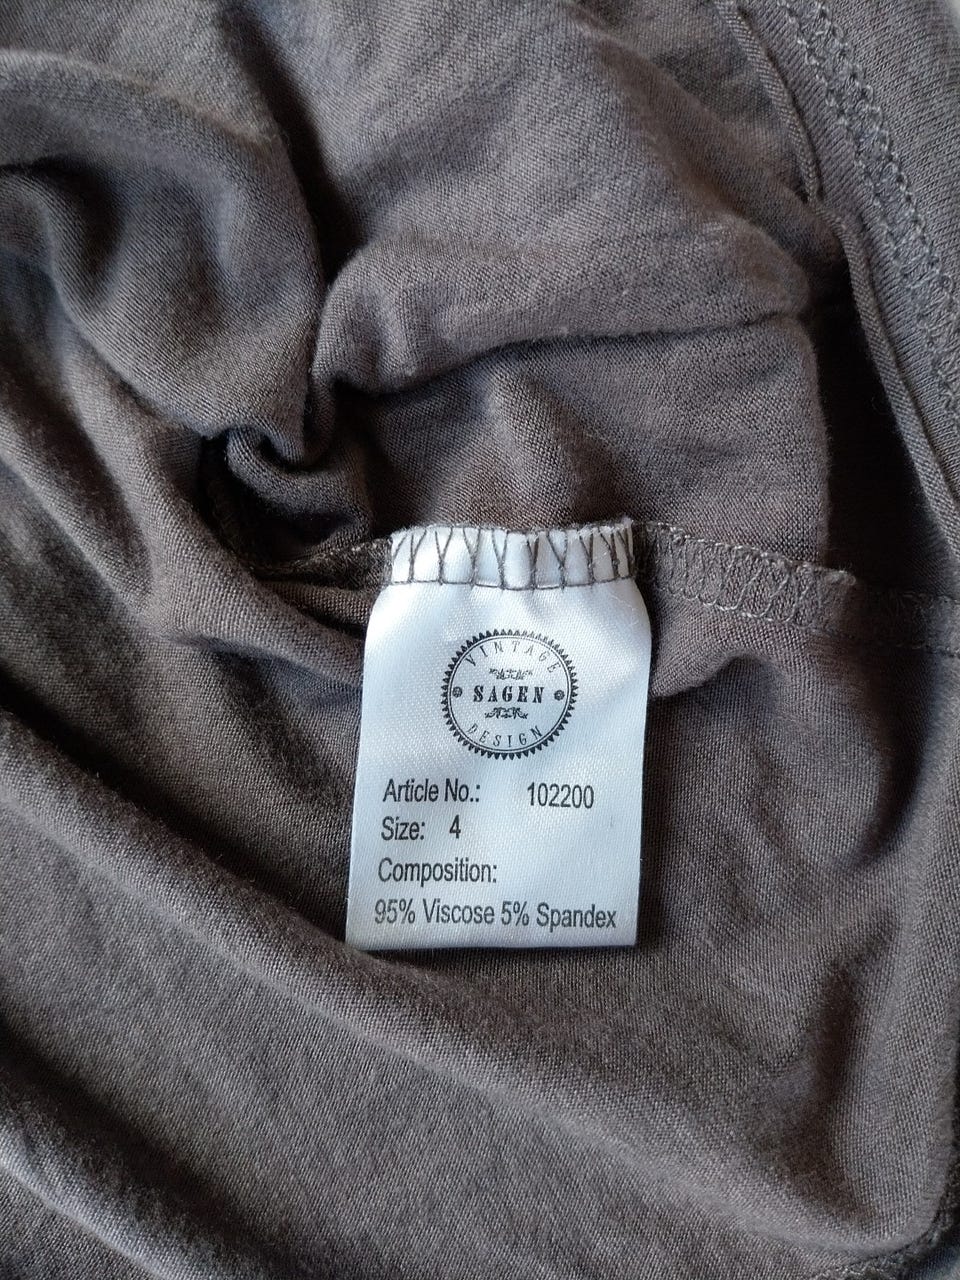 VINTAGE
SAGEN
DESIGN
Article No.: 102200
Size: 4
Composition:
95% Viscose 5% Spandex